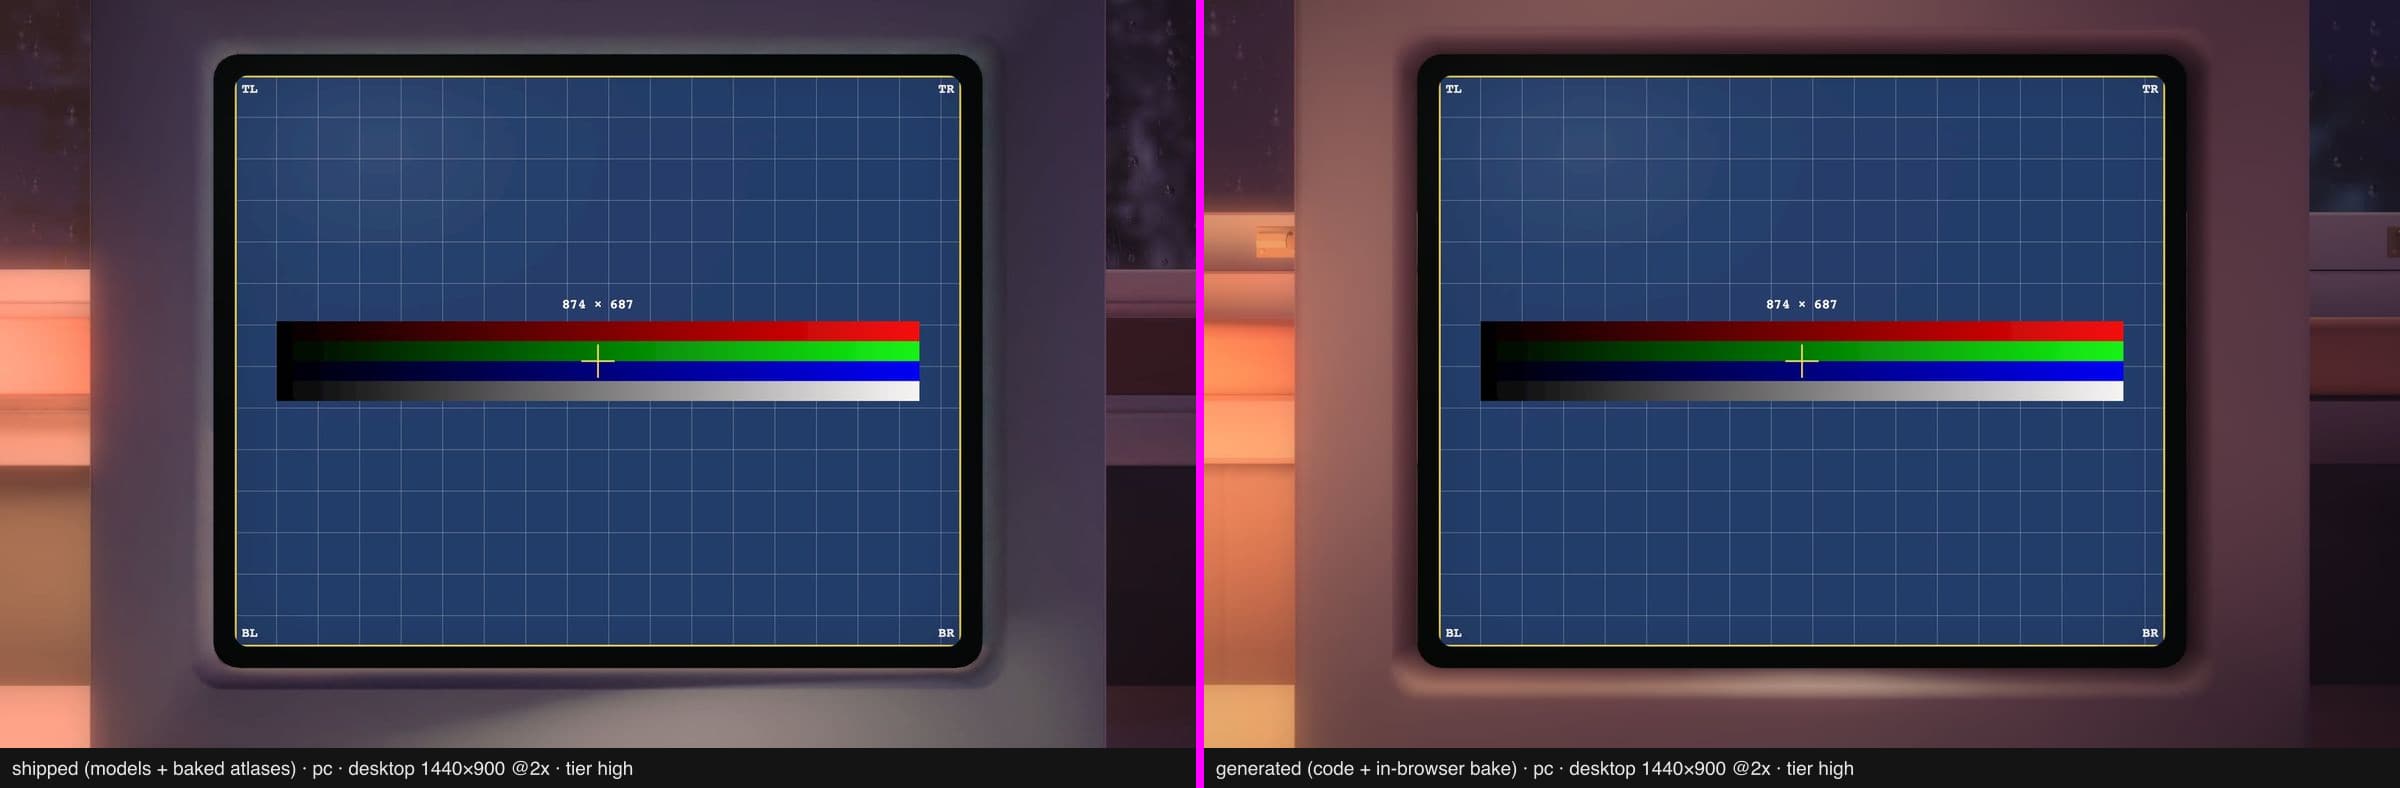 TL TR
874 × 687
BL BR
shipped (models + baked atlases) · pc · desktop 1440×900 @2x · tier high
TL TR
874 × 687
BL BR
generated (code + in-browser bake) · pc · desktop 1440×900 @2x · tier high